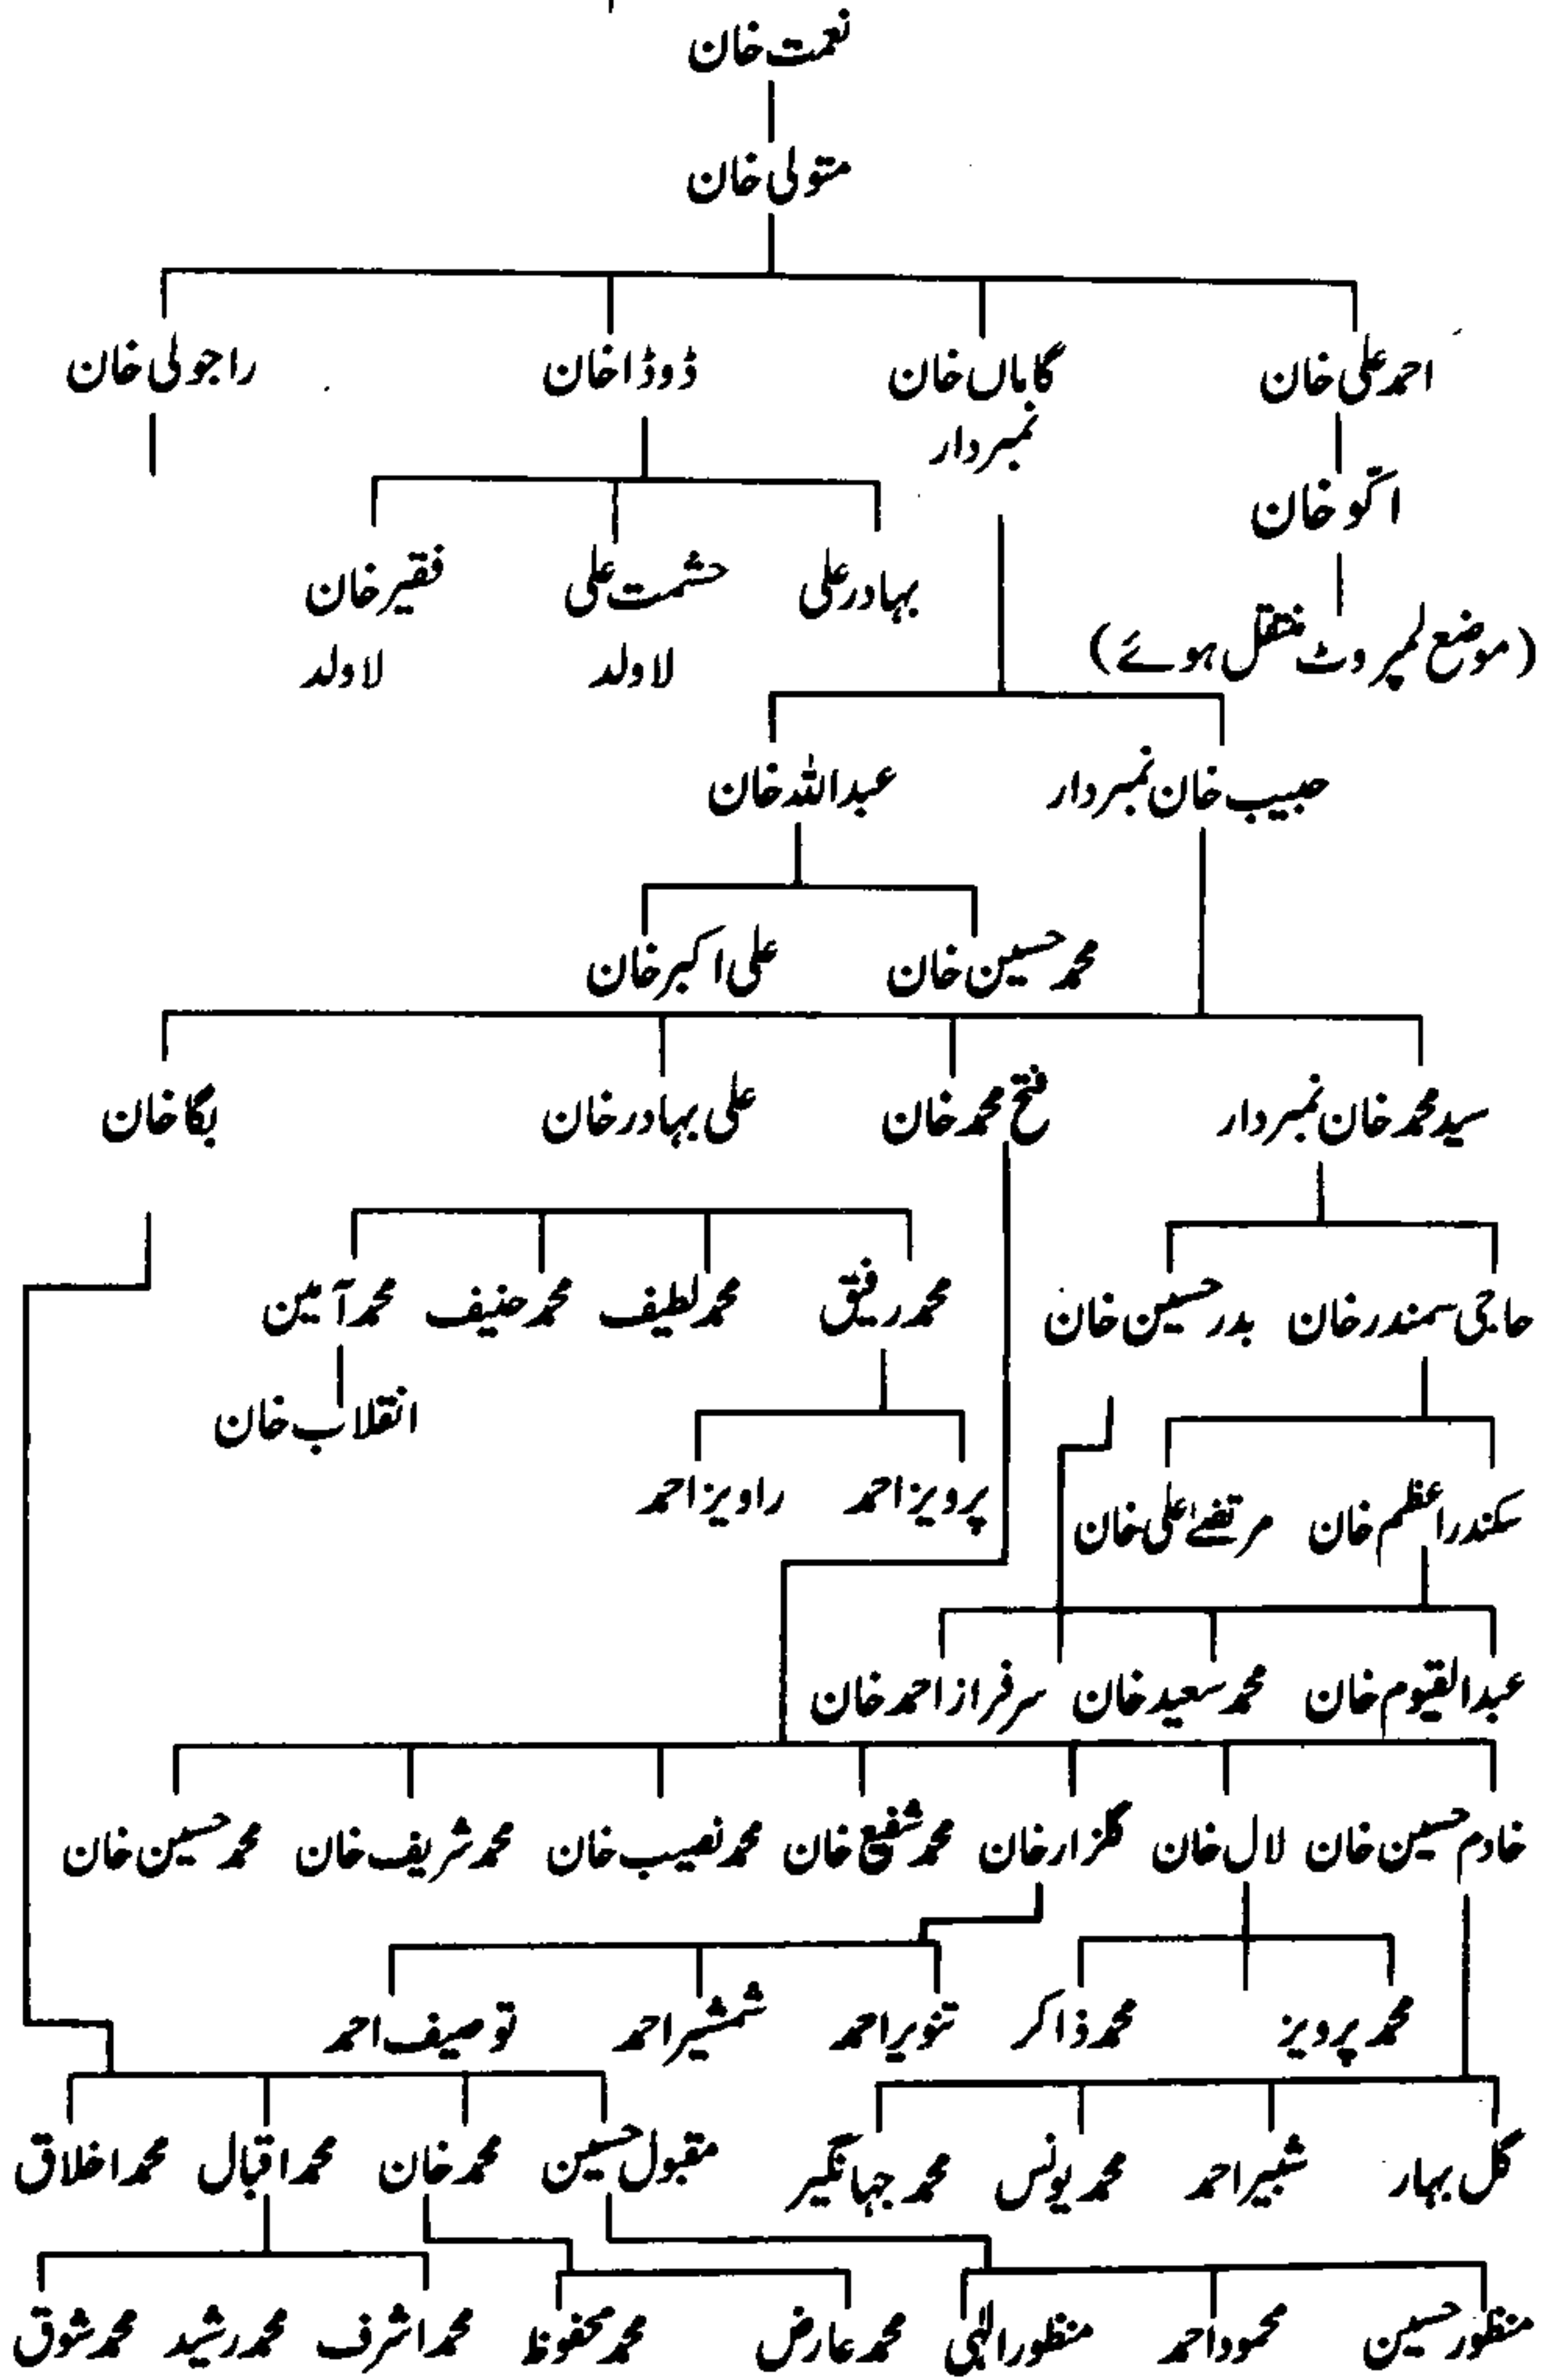 نعمت خان
متولی خان
احمد علی خان گاماں خان ڈوڈا خان راجولی خان
نمبردار
اکو خان
بہادر علی حشمت علی فقیر خان
(موضع لمپروٹ منتقل ہوئے) لاولد لاولد
حبیب خان نمبردار عبداللہ خان
محمد حسین خان علی اکبر خان
سید محمد خان نمبردار فتح محمد خان علی بہادر خان بگا خان
حاجی سمندر خان بدر حسین خان محمد رفیق محمد لطیف محمد حنیف محمد آمین
انقلاب خان
سکندر اعظم خان مرتضےٰ علی خان پرویز احمد راویز احمد
عبدالقیوم خان محمد سعید خان سرفراز احمد خان
خادم حسین خان لال خان گلزار خان محمد شفیع خان محمد نصیب خان محمد شریف خان محمد حسین خان
محمد پرویز محمد ذاکر تنویر احمد شمشیر احمد توصیف احمد
گل بہار شبیر احمد محمد یونس محمد جہانگیر مقبول حسین محمد خان محمد اقبال محمد اخلاق
منظور حسین محمود احمد منظور الٰہی محمد عارض محمد محفوظ محمد اشرف محمد رشید محمد شوق